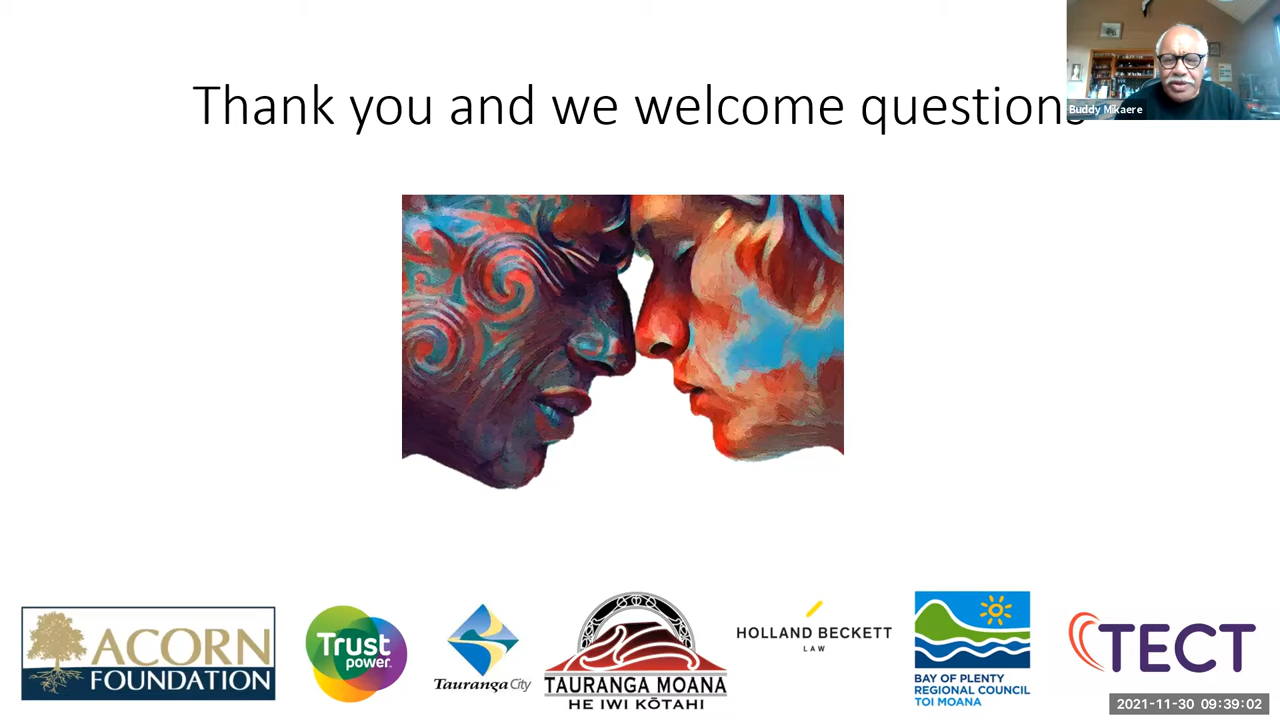 Thank you and we welcome questions
Buddy Mikaere
ACORN
FOUNDATION
Trust
power.
Tauranga City
TAURANGA MOANA
HE IWI KŌTAHI
HOLLAND BECKETT
LAW
BAY OF PLENTY
REGIONAL COUNCIL
TOI MOANA
TECT
2021-11-30 09:39:02